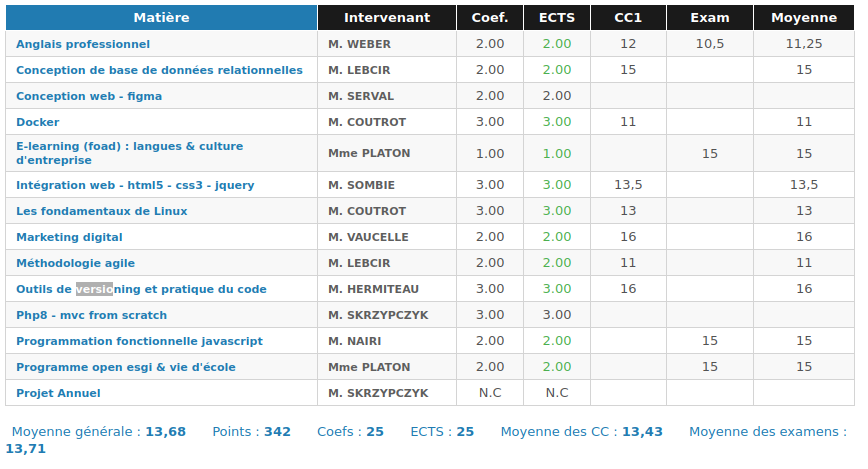 Matière Intervenant Coef. ECTS CC1 Exam Moyenne
Anglais professionnel M. WEBER 2.00 2.00 12 10,5 11,25
Conception de base de données relationnelles M. LEBCIR 2.00 2.00 15 15
Conception web - figma M. SERVAL 2.00 2.00
Docker M. COUTROT 3.00 3.00 11 11
E-learning (foad) : langues & culture
d'entreprise Mme PLATON 1.00 1.00 15 15
Intégration web - html5 - css3 - jquery M. SOMBIE 3.00 3.00 13,5 13,5
Les fondamentaux de Linux M. COUTROT 3.00 3.00 13 13
Marketing digital M. VAUCELLE 2.00 2.00 16 16
Méthodologie agile M. LEBCIR 2.00 2.00 11 11
Outils de versionning et pratique du code M. HERMITEAU 3.00 3.00 16 16
Php8 - mvc from scratch M. SKRZYPCZYK 3.00 3.00
Programmation fonctionnelle javascript M. NAIRI 2.00 2.00 15 15
Programme open esgi & vie d'école Mme PLATON 2.00 2.00 15 15
Projet Annuel M. SKRZYPCZYK N.C N.C
Moyenne générale : 13,68 Points : 342 Coefs : 25 ECTS : 25 Moyenne des CC : 13,43 Moyenne des examens :
13,71